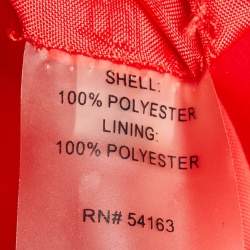 SHELL:
100% POLYESTER
LINING:
100% POLYESTER
RN# 54163